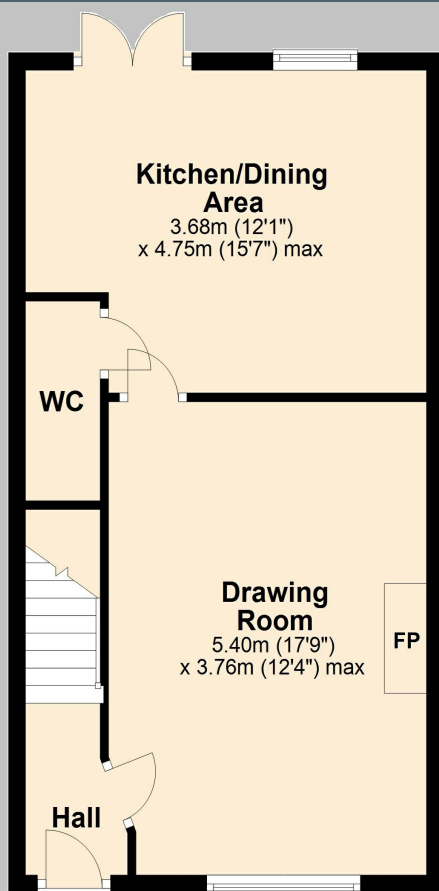 Kitchen/Dining
Area
3.68m (12'1")
x 4.75m (15'7") max
WC
Drawing
Room
5.40m (17'9")
x 3.76m (12'4") max
FP
Hall